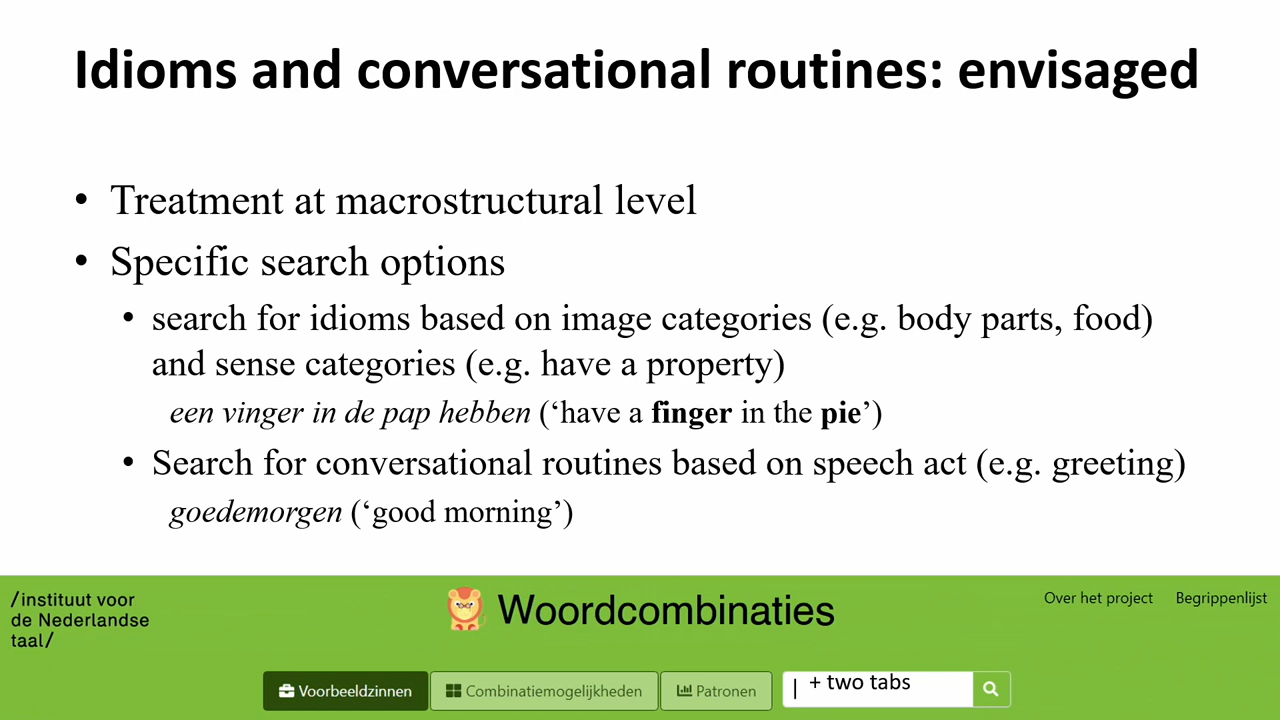 Idioms and conversational routines: envisaged
• Treatment at macrostructural level
• Specific search options
• search for idioms based on image categories (e.g. body parts, food)
and sense categories (e.g. have a property)
een vinger in de pap hebben (‘have a finger in the pie’)
• Search for conversational routines based on speech act (e.g. greeting)
goedemorgen (‘good morning’)
/instituut voor
de Nederlandse
taal/
Woordcombinaties
Over het project Begrippenlijst
Voorbeeldzinnen Combinatiemogelijkheden Patronen + two tabs